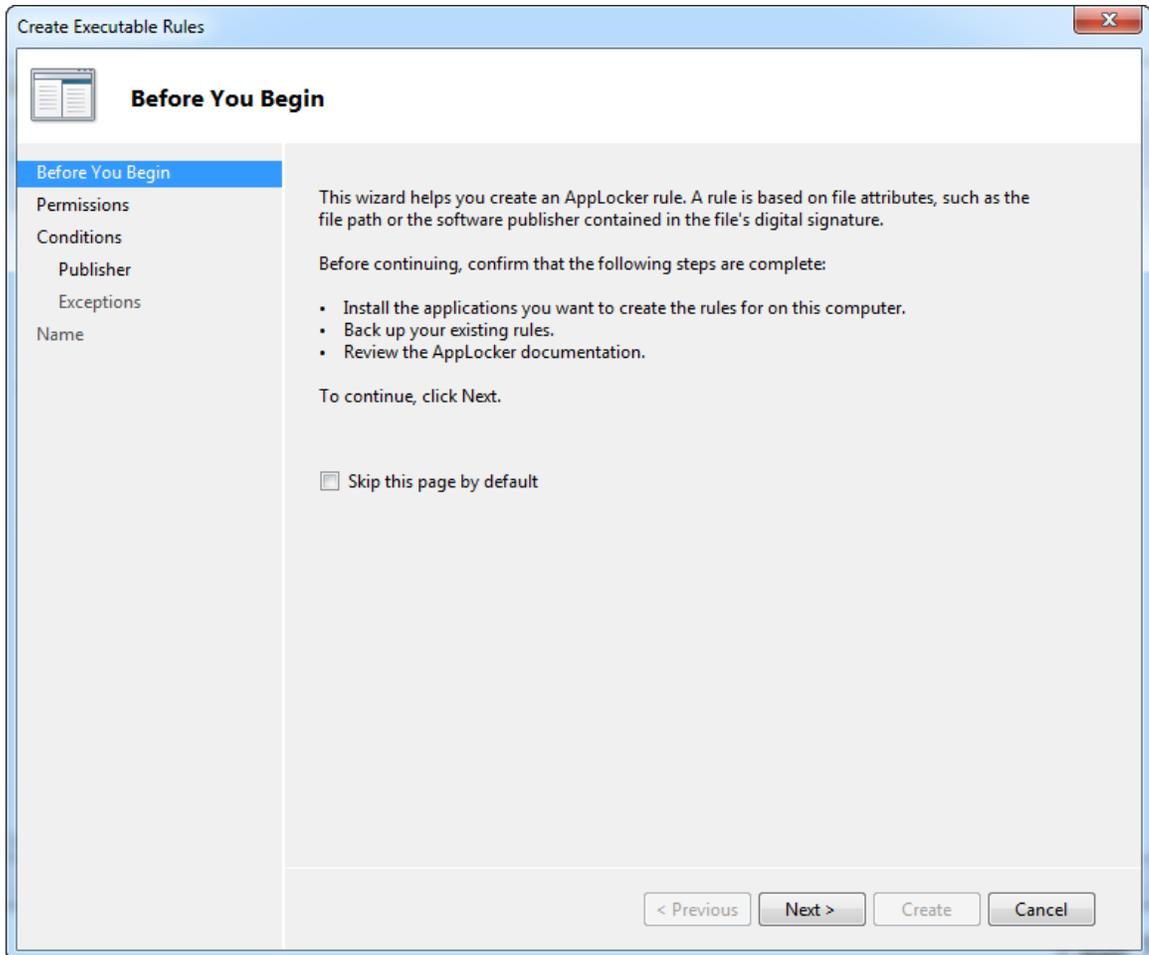 Create Executable Rules
Before You Begin
Before You Begin
Permissions
Conditions
Publisher
Exceptions
Name
This wizard helps you create an AppLocker rule. A rule is based on file attributes, such as the
file path or the software publisher contained in the file's digital signature.
Before continuing, confirm that the following steps are complete:
• Install the applications you want to create the rules for on this computer.
• Back up your existing rules.
• Review the AppLocker documentation.
To continue, click Next.
Skip this page by default
< Previous Next > Create Cancel